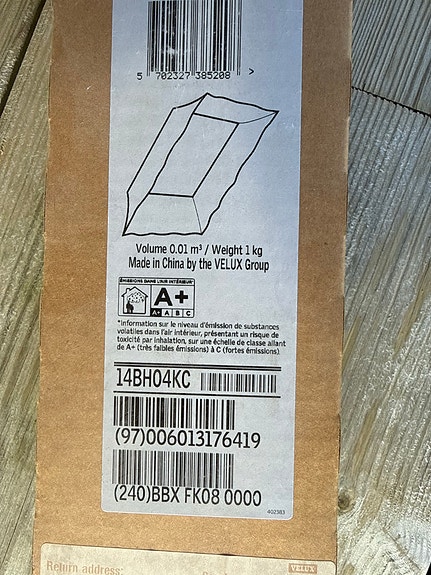 5 702327 385208 >
Volume 0.01 m³ / Weight 1 kg
Made in China by the VELUX Group
ÉMISSIONS DANS L'AIR INTÉRIEUR*
A+
A+ A B C
*Information sur le niveau d'émission de substances
volatiles dans l'air intérieur, présentant un risque de
toxicité par inhalation, sur une échelle de classe allant
de A+ (très faibles émissions) à C (fortes émissions).
14BH04KC
(97)006013176419
(240)BBX FK08 0000
402383
Return address:
VELUX